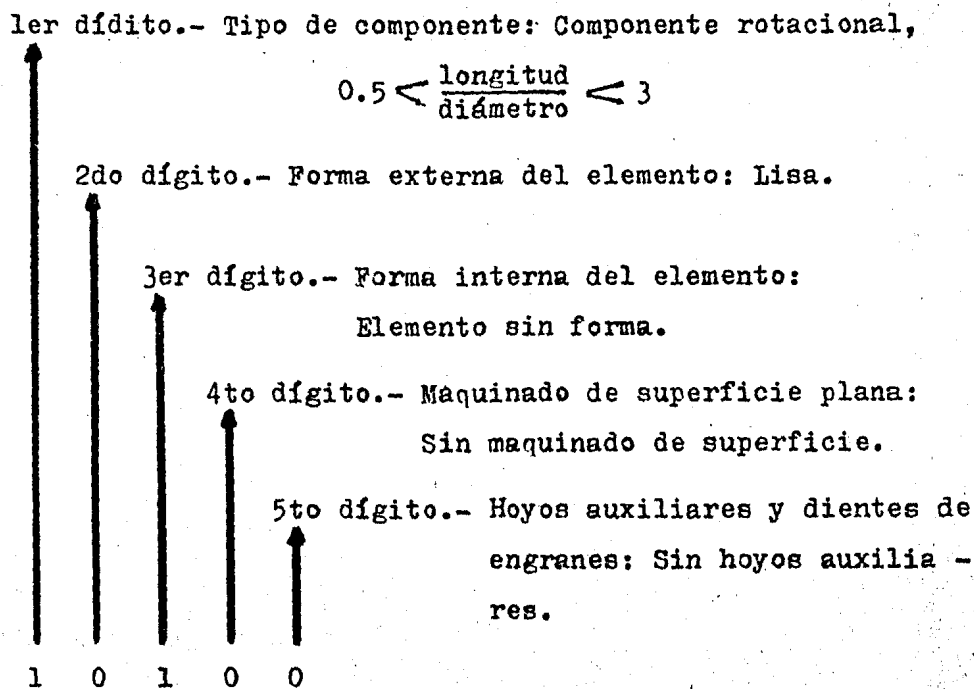 1er dídito.- Tipo de componente: Componente rotacional,
0.5 < longitud / diámetro < 3
2do dígito.- Forma externa del elemento: Lisa.
3er dígito.- Forma interna del elemento:
Elemento sin forma.
4to dígito.- Maquinado de superficie plana:
Sin maquinado de superficie.
5to dígito.- Hoyos auxiliares y dientes de
engranes: Sin hoyos auxilia -
res.
1 0 1 0 0